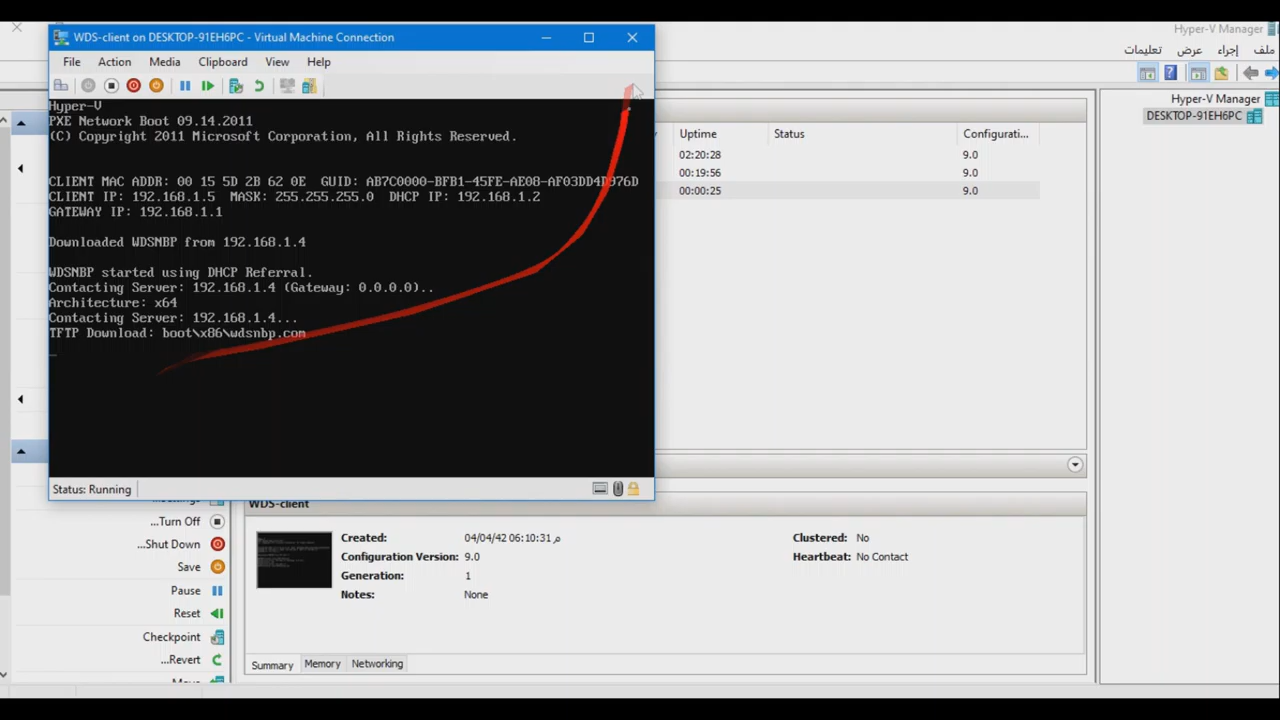 WDS-client on DESKTOP-91EH6PC - Virtual Machine Connection
File Action Media Clipboard View Help
Hyper-V
PXE Network Boot 09.14.2011
(C) Copyright 2011 Microsoft Corporation, All Rights Reserved.
CLIENT MAC ADDR: 00 15 5D 2B 62 0E GUID: AB7C0000-BFB1-45FE-AE08-AF03DD4D976D
CLIENT IP: 192.168.1.5 MASK: 255.255.255.0 DHCP IP: 192.168.1.2
GATEWAY IP: 192.168.1.1
Downloaded WDSNBP from 192.168.1.4
WDSNBP started using DHCP Referral.
Contacting Server: 192.168.1.4 (Gateway: 0.0.0.0)..
Architecture: x64
Contacting Server: 192.168.1.4...
TFTP Download: boot\x86\wdsnbp.com
Status: Running
Hyper-V Manager
ملف إجراء عرض تعليمات
Hyper-V Manager
DESKTOP-91EH6PC
Uptime Status Configurati...
02:20:28 9.0
00:19:56 9.0
00:00:25 9.0
...Turn Off
...Shut Down
Save
Pause
Reset
Checkpoint
...Revert
WDS-client
Created: 04/04/42 06:10:31 م
Configuration Version: 9.0
Generation: 1
Notes: None
Clustered: No
Heartbeat: No Contact
Summary Memory Networking